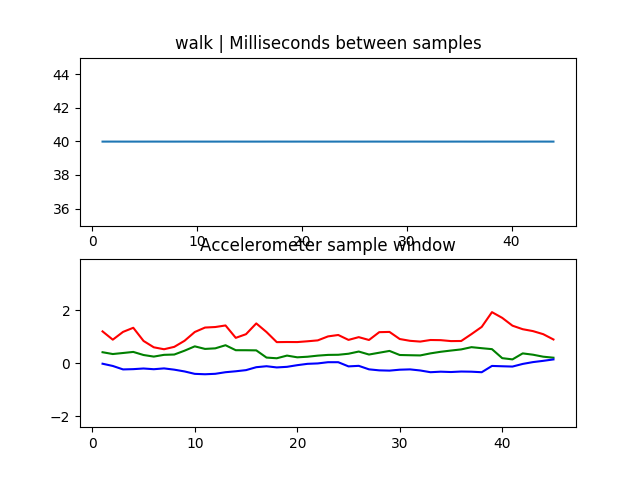 walk | Milliseconds between samples
44
42
40
38
36
0 10 20 30 40
Accelerometer sample window
2
0
−2
0 10 20 30 40